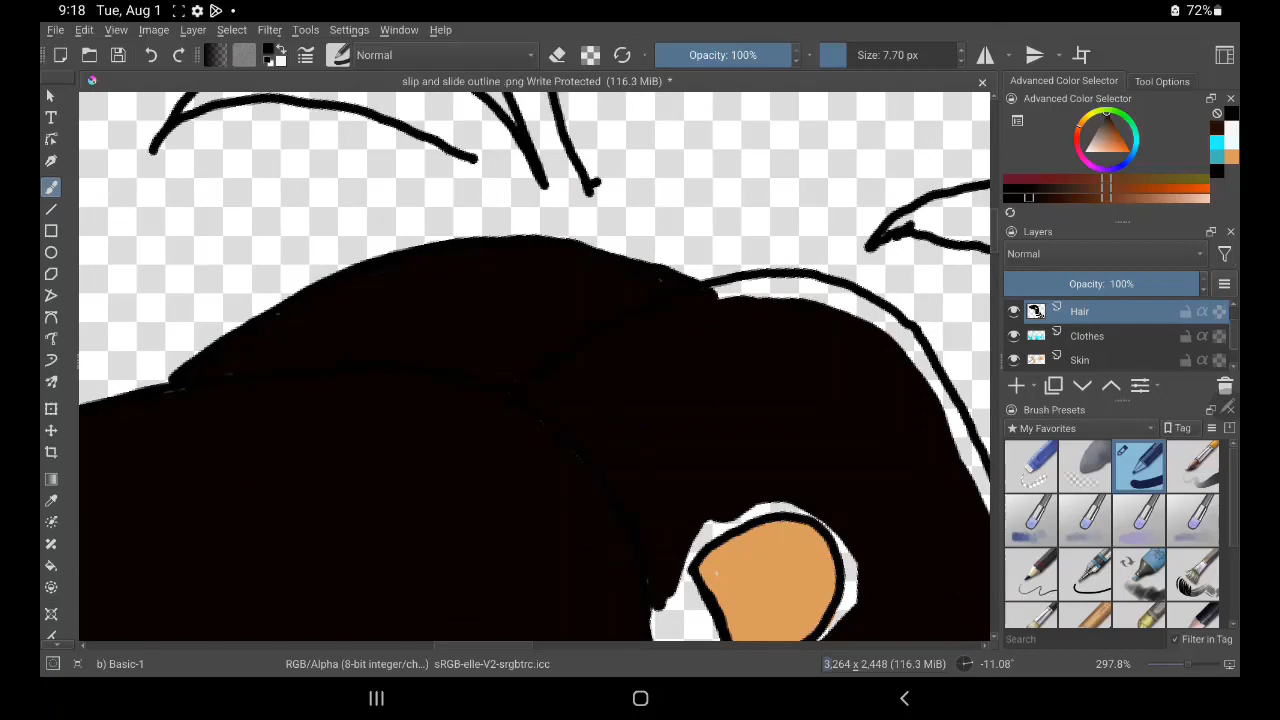 9:18 Tue, Aug 1 72%
File Edit View Image Layer Select Filter Tools Settings Window Help
Normal Opacity: 100% Size: 7.70 px
slip and slide outline .png Write Protected (116.3 MiB) *
Advanced Color Selector Tool Options
Advanced Color Selector
Layers
Normal
Opacity: 100%
Hair
Clothes
Skin
Brush Presets
My Favorites Tag
Search Filter in Tag
b) Basic-1 RGB/Alpha (8-bit integer/ch...) sRGB-elle-V2-srgbtrc.icc 3,264 x 2,448 (116.3 MiB) -11.08° 297.8%